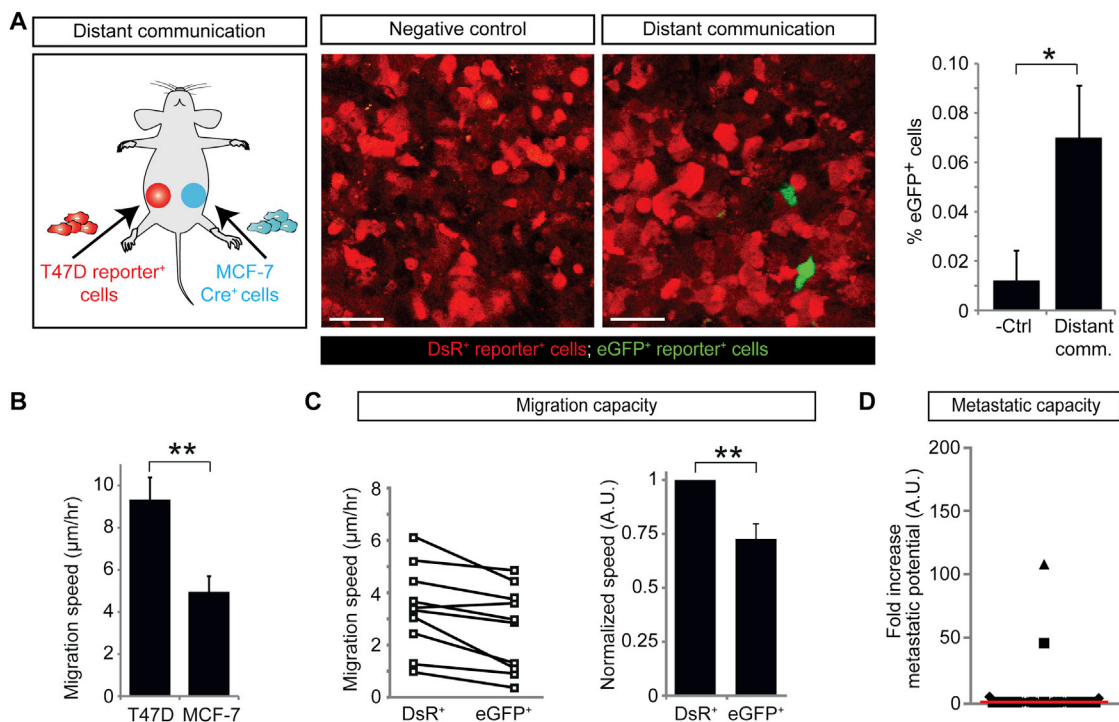 A
Distant communication
T47D reporter⁺
cells
MCF-7
Cre⁺ cells
Negative control
Distant communication
DsR⁺ reporter⁺ cells; eGFP⁺ reporter⁺ cells
% eGFP⁺ cells
0.10
0.08
0.06
0.04
0.02
0
*
-Ctrl
Distant
comm.
B
Migration speed (μm/hr)
12
10
8
6
4
2
0
**
T47D
MCF-7
C
Migration capacity
Migration speed (μm/hr)
8
6
4
2
0
DsR⁺
eGFP⁺
Normalized speed (A.U.)
1
0.75
0.5
0.25
0
**
DsR⁺
eGFP⁺
D
Metastatic capacity
Fold increase
metastatic potential (A.U.)
200
150
100
50
0